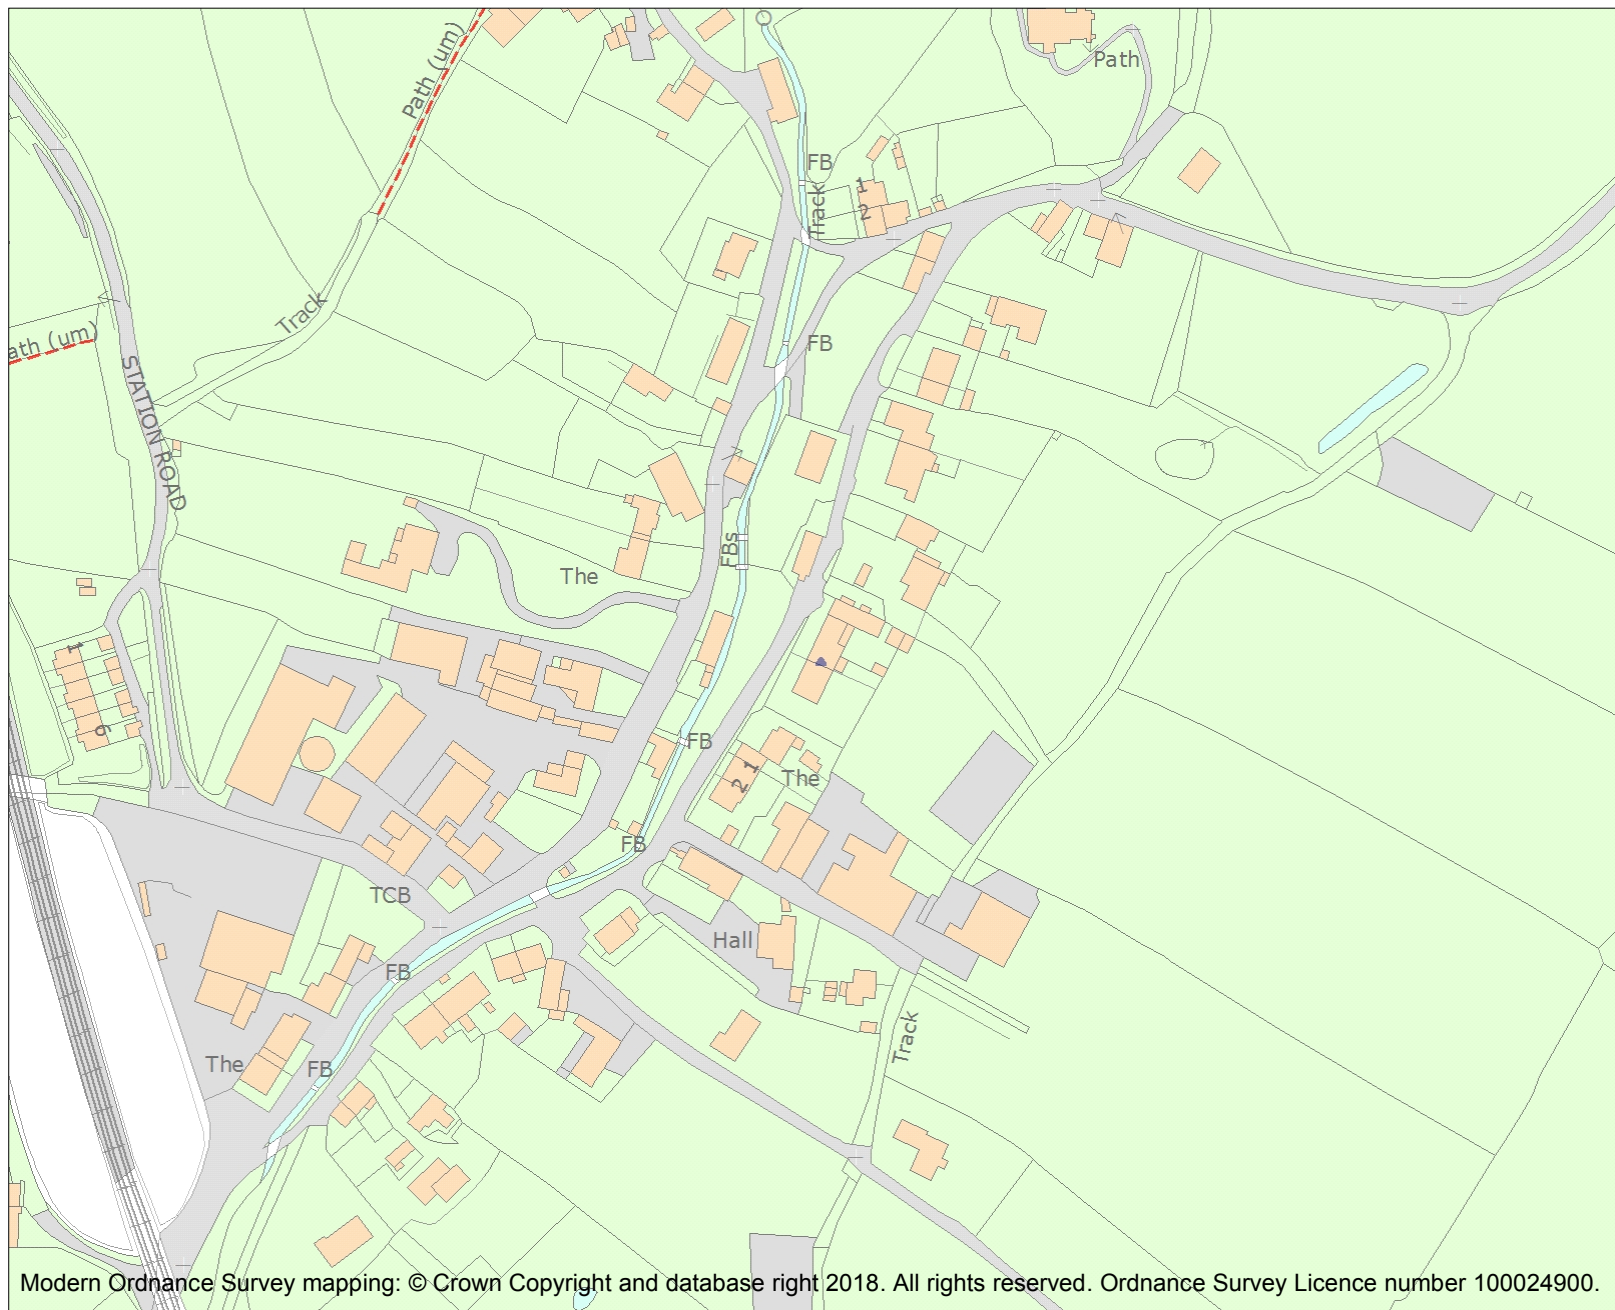 Path (um)
Path
FB
1
2
Track
Track
ath (um)
FB
STATION ROAD
FBs
The
1
6
FB
1
2
The
FB
TCB
Hall
FB
Track
The
FB
Modern Ordnance Survey mapping: © Crown Copyright and database right 2018. All rights reserved. Ordnance Survey Licence number 100024900.